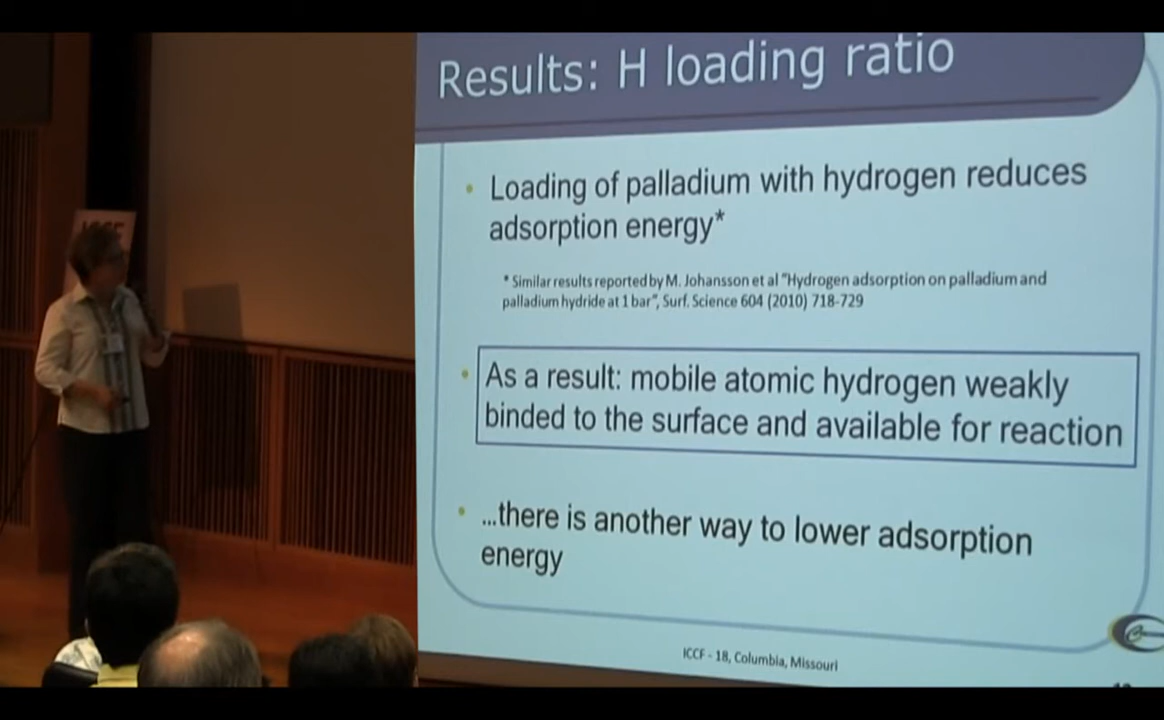 Results: H loading ratio
Loading of palladium with hydrogen reduces
adsorption energy*
* Similar results reported by M. Johansson et al "Hydrogen adsorption on palladium and
palladium hydride at 1 bar", Surf. Science 604 (2010) 718-729
As a result: mobile atomic hydrogen weakly
binded to the surface and available for reaction
...there is another way to lower adsorption
energy
ICCF - 18, Columbia, Missouri